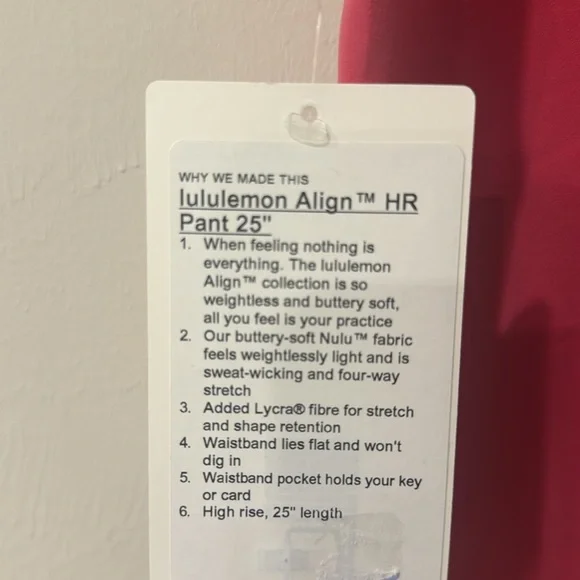 WHY WE MADE THIS
lululemon Align™ HR
Pant 25"
1. When feeling nothing is
everything. The lululemon
Align™ collection is so
weightless and buttery soft,
all you feel is your practice
2. Our buttery-soft Nulu™ fabric
feels weightlessly light and is
sweat-wicking and four-way
stretch
3. Added Lycra® fibre for stretch
and shape retention
4. Waistband lies flat and won't
dig in
5. Waistband pocket holds your key
or card
6. High rise, 25" length